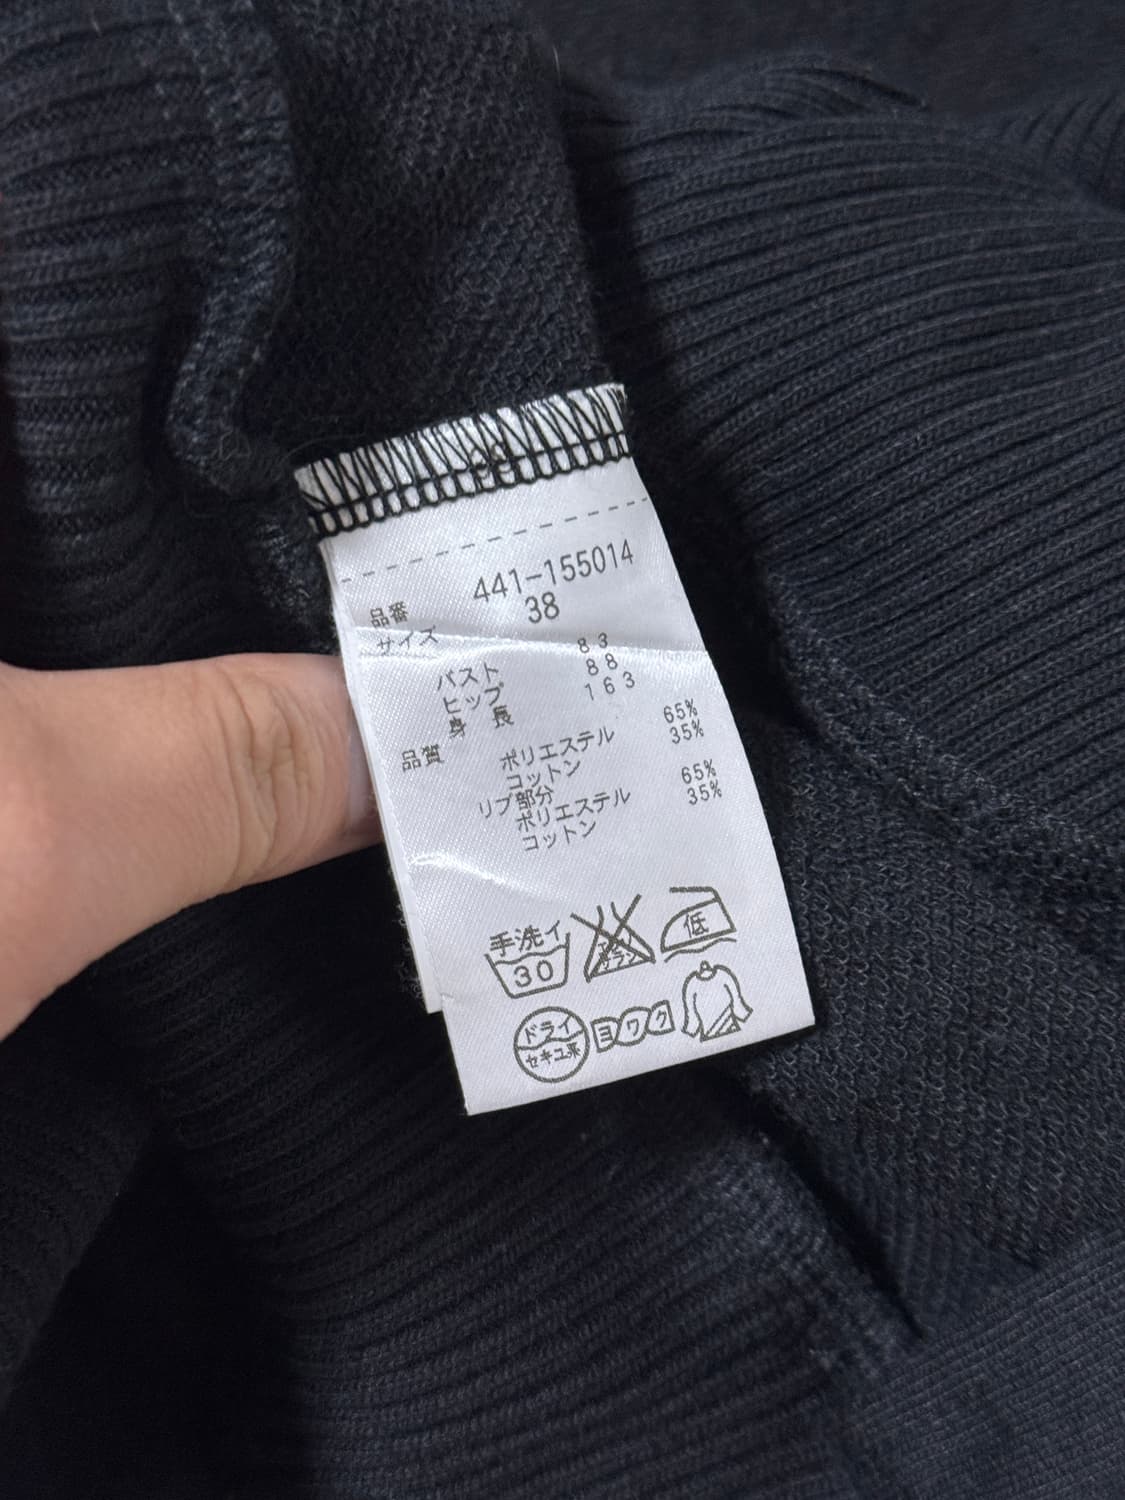 品番 441-155014
サイズ 38
バスト 83
ヒップ 88
身長 163
品質 ポリエステル 65%
コットン 35%
リブ部分
ポリエステル 65%
コットン 35%
手洗イ
30
低
ドライ
セキユ系
ヨワク